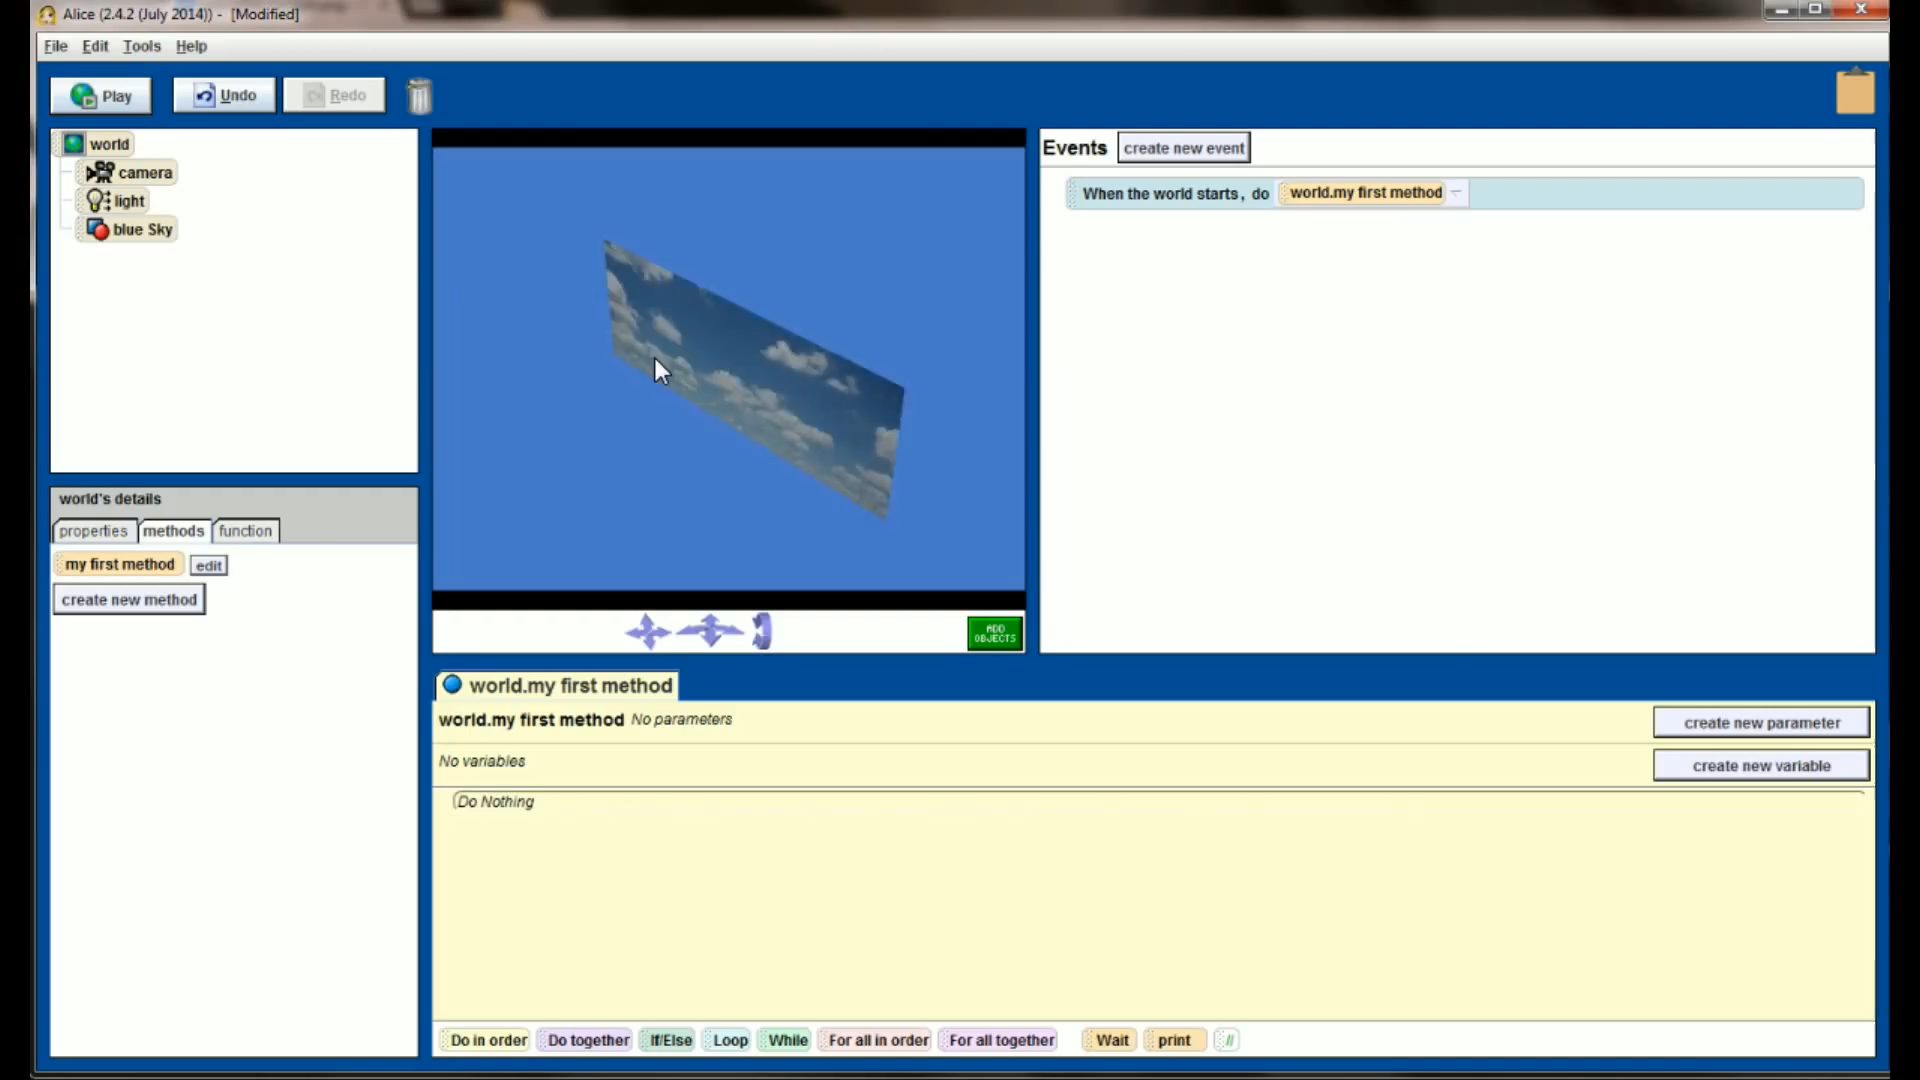 Alice (2.4.2 (July 2014)) - [Modified]
File Edit Tools Help
Play Undo Redo
world
camera
light
blue Sky
Events create new event
When the world starts, do world.my first method
world's details
properties methods function
my first method edit
create new method
ADD
OBJECTS
world.my first method
world.my first method No parameters
create new parameter
No variables
create new variable
Do Nothing
Do in order Do together If/Else Loop While For all in order For all together Wait print //